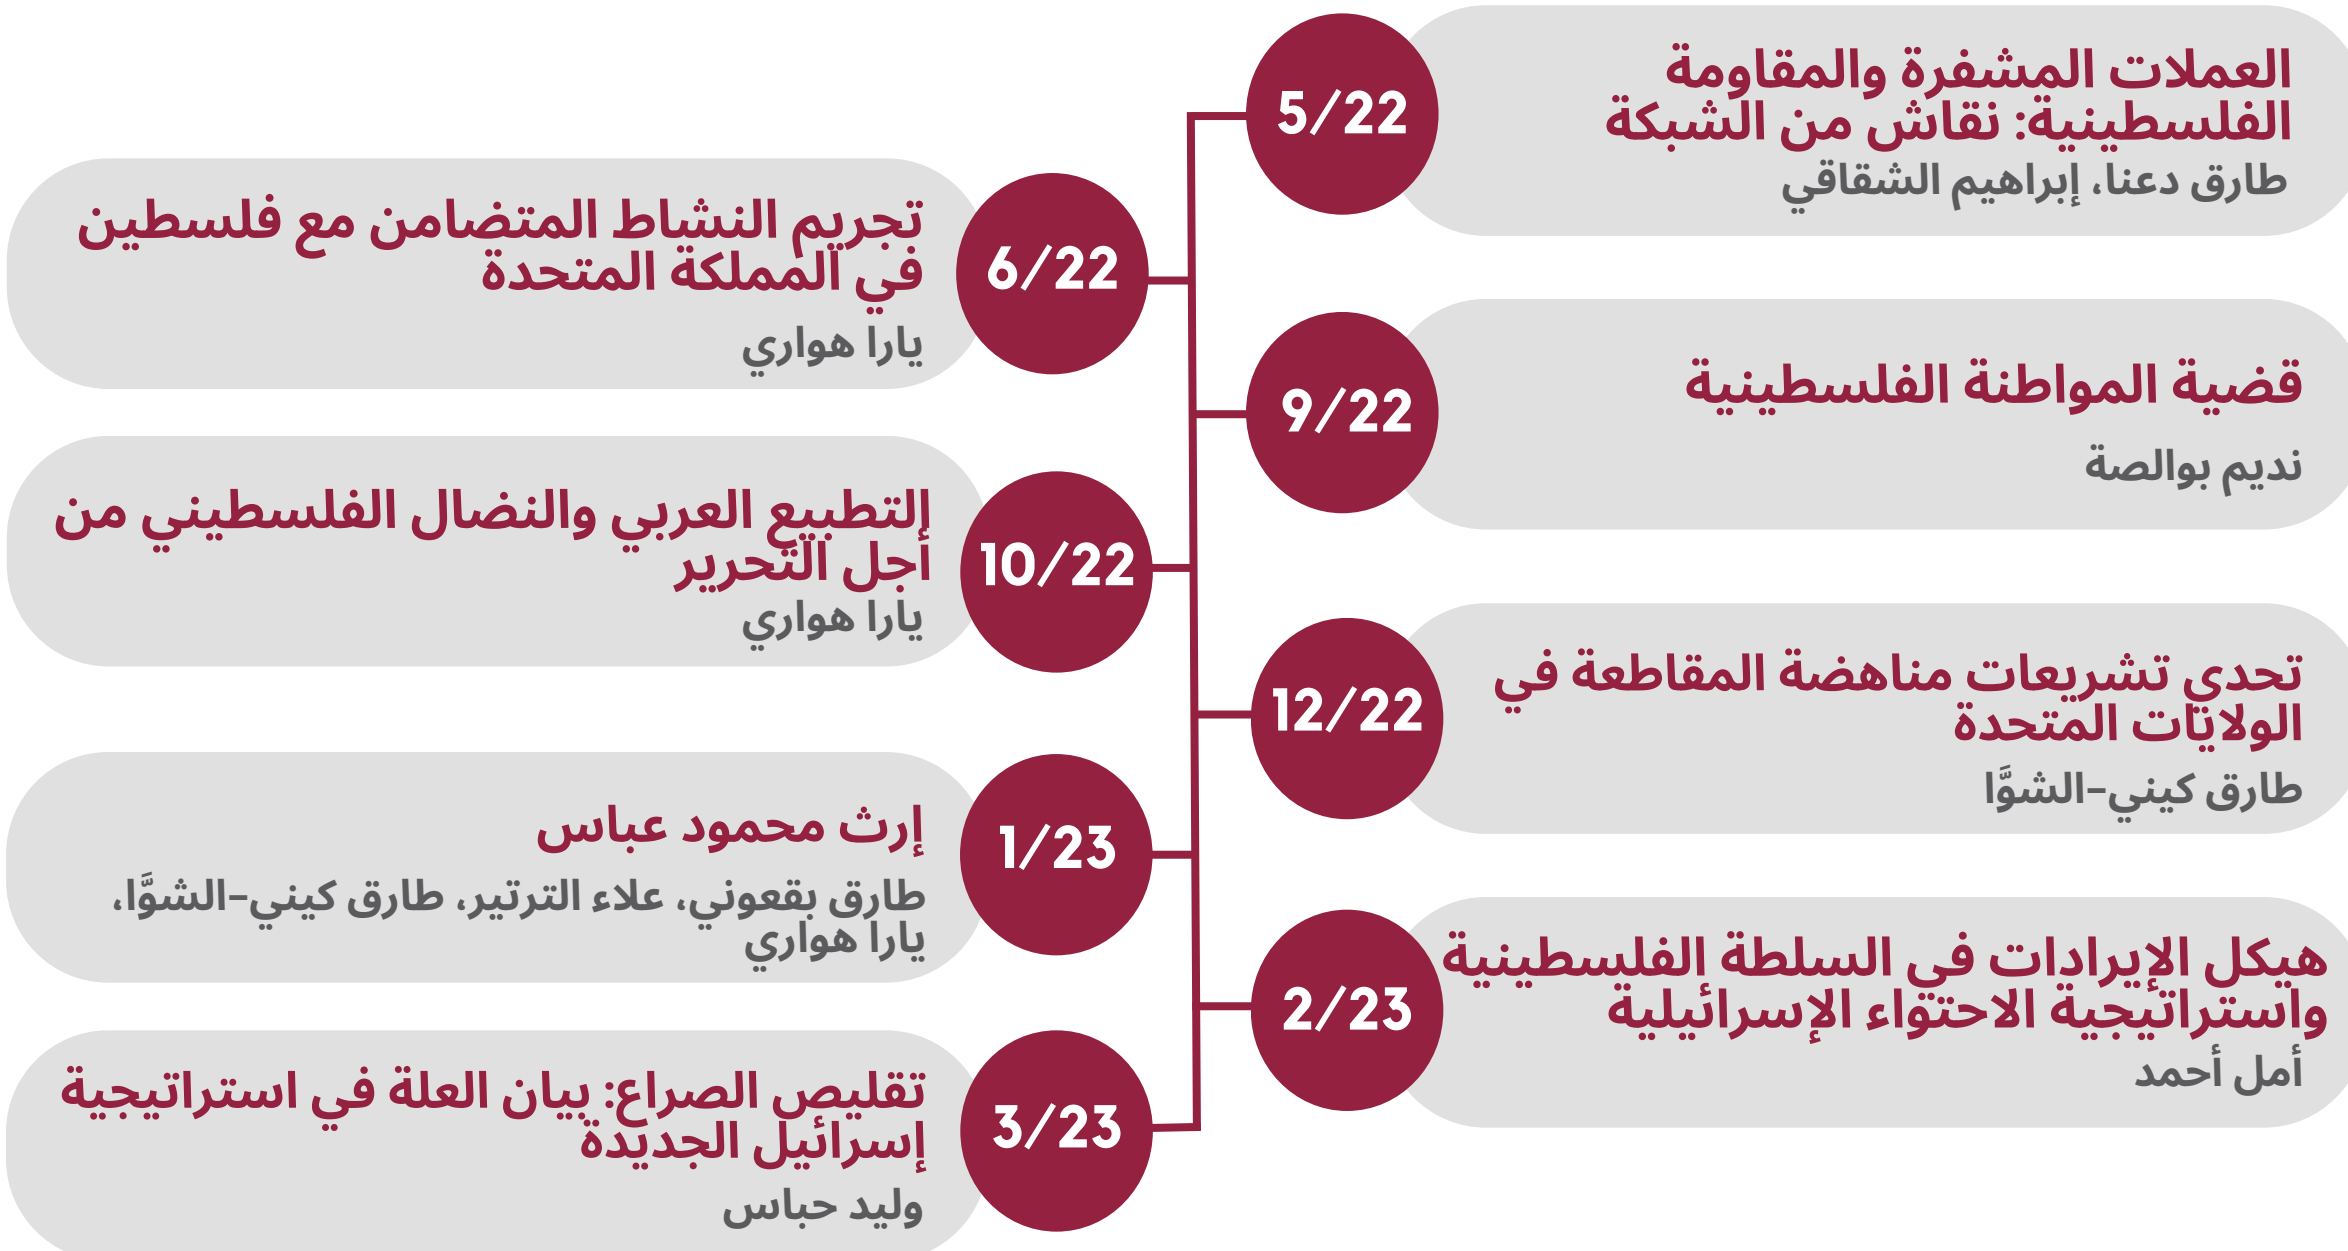 5/22
العملات المشفرة والمقاومة
الفلسطينية: نقاش من الشبكة
طارق دعنا، إبراهيم الشقاقي
6/22
تجريم النشاط المتضامن مع فلسطين
في المملكة المتحدة
يارا هواري
9/22
قضية المواطنة الفلسطينية
نديم بوالصة
10/22
التطبيع العربي والنضال الفلسطيني من
أجل التحرير
يارا هواري
12/22
تحدي تشريعات مناهضة المقاطعة في
الولايات المتحدة
طارق كيني-الشوَّا
1/23
إرث محمود عباس
طارق بقعوني، علاء الترتير، طارق كيني-الشوَّا،
يارا هواري
2/23
هيكل الإيرادات في السلطة الفلسطينية
واستراتيجية الاحتواء الإسرائيلية
أمل أحمد
3/23
تقليص الصراع: بيان العلة في استراتيجية
إسرائيل الجديدة
وليد حباس